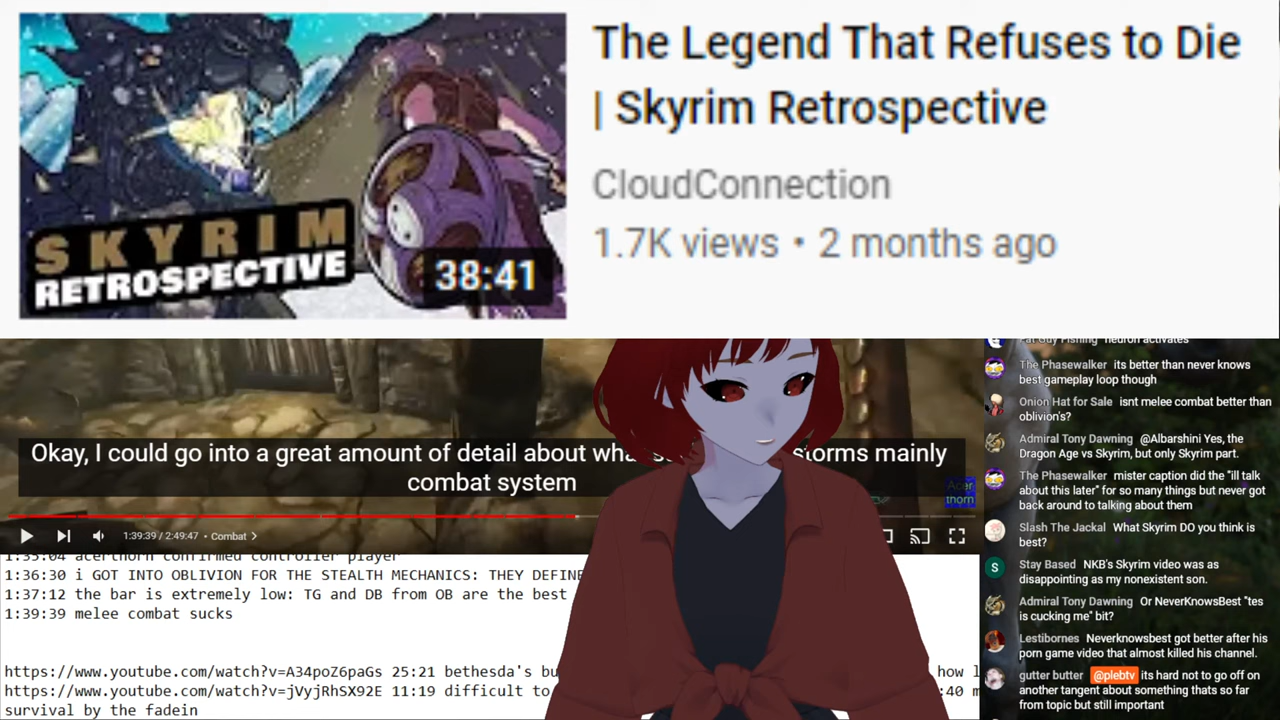 The Legend That Refuses to Die
| Skyrim Retrospective
CloudConnection
1.7K views • 2 months ago
SKYRIM
RETROSPECTIVE
38:41
Okay, I could go into a great amount of detail about storms mainly
combat system
Acer
thorn
1:39:39 / 2:49:47 • Combat >
1:35:04 acerthorn confirmed controller player
1:36:30 i GOT INTO OBLIVION FOR THE STEALTH MECHANICS: THEY DEFINE
1:37:12 the bar is extremely low: TG and DB from OB are the best
1:39:39 melee combat sucks
https://www.youtube.com/watch?v=A34poZ6paGs 25:21 bethesda's bu how l
https://www.youtube.com/watch?v=jVyjRhSX92E 11:19 difficult to :40 m
survival by the fadein
Fat Guy Fishing neuron activates
The Phasewalker its better than never knows
best gameplay loop though
Onion Hat for Sale isnt melee combat better than
oblivion's?
Admiral Tony Dawning @Albarshini Yes, the
Dragon Age vs Skyrim, but only Skyrim part.
The Phasewalker mister caption did the "ill talk
about this later" for so many things but never got
back around to talking about them
Slash The Jackal What Skyrim DO you think is
best?
S
Stay Based NKB's Skyrim video was as
disappointing as my nonexistent son.
Admiral Tony Dawning Or NeverKnowsBest "tes
is cucking me" bit?
Lestibornes Neverknowsbest got better after his
porn game video that almost killed his channel.
gutter butter @plebtv its hard not to go off on
another tangent about something thats so far
from topic but still important